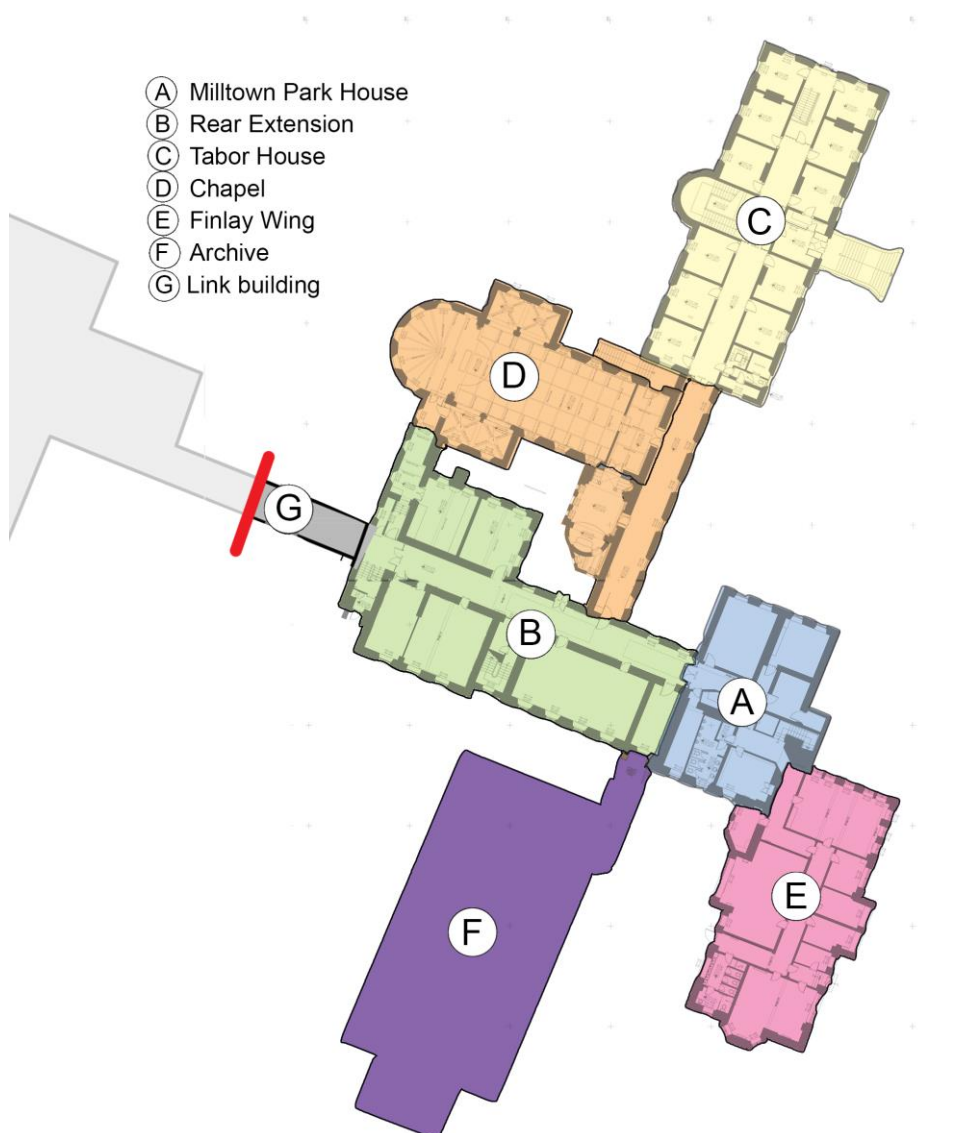 A Milltown Park House
B Rear Extension
C Tabor House
D Chapel
E Finlay Wing
F Archive
G Link building
C
D
G
B
A
E
F